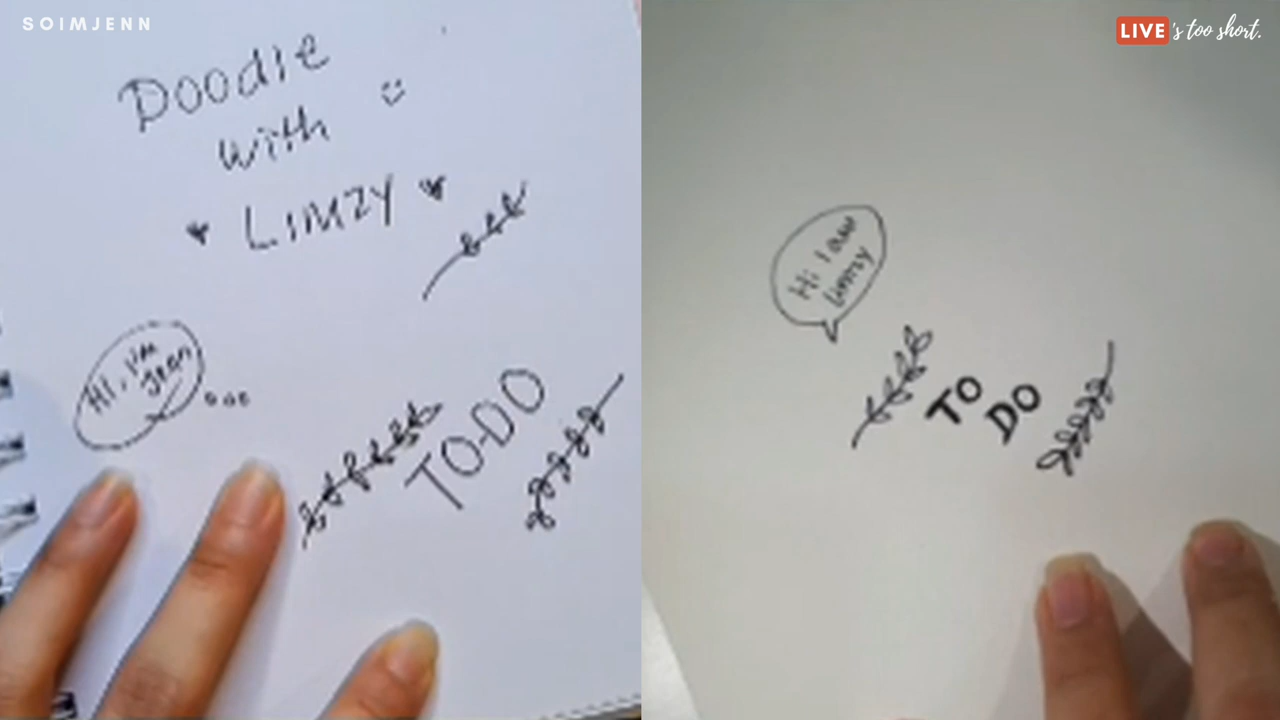 SOIMJENN
LIVE's too short.
DOODLE
with
LIMZY
HI, I'M
Jenn
TO-DO
Hi I am
Limzy
TO
DO